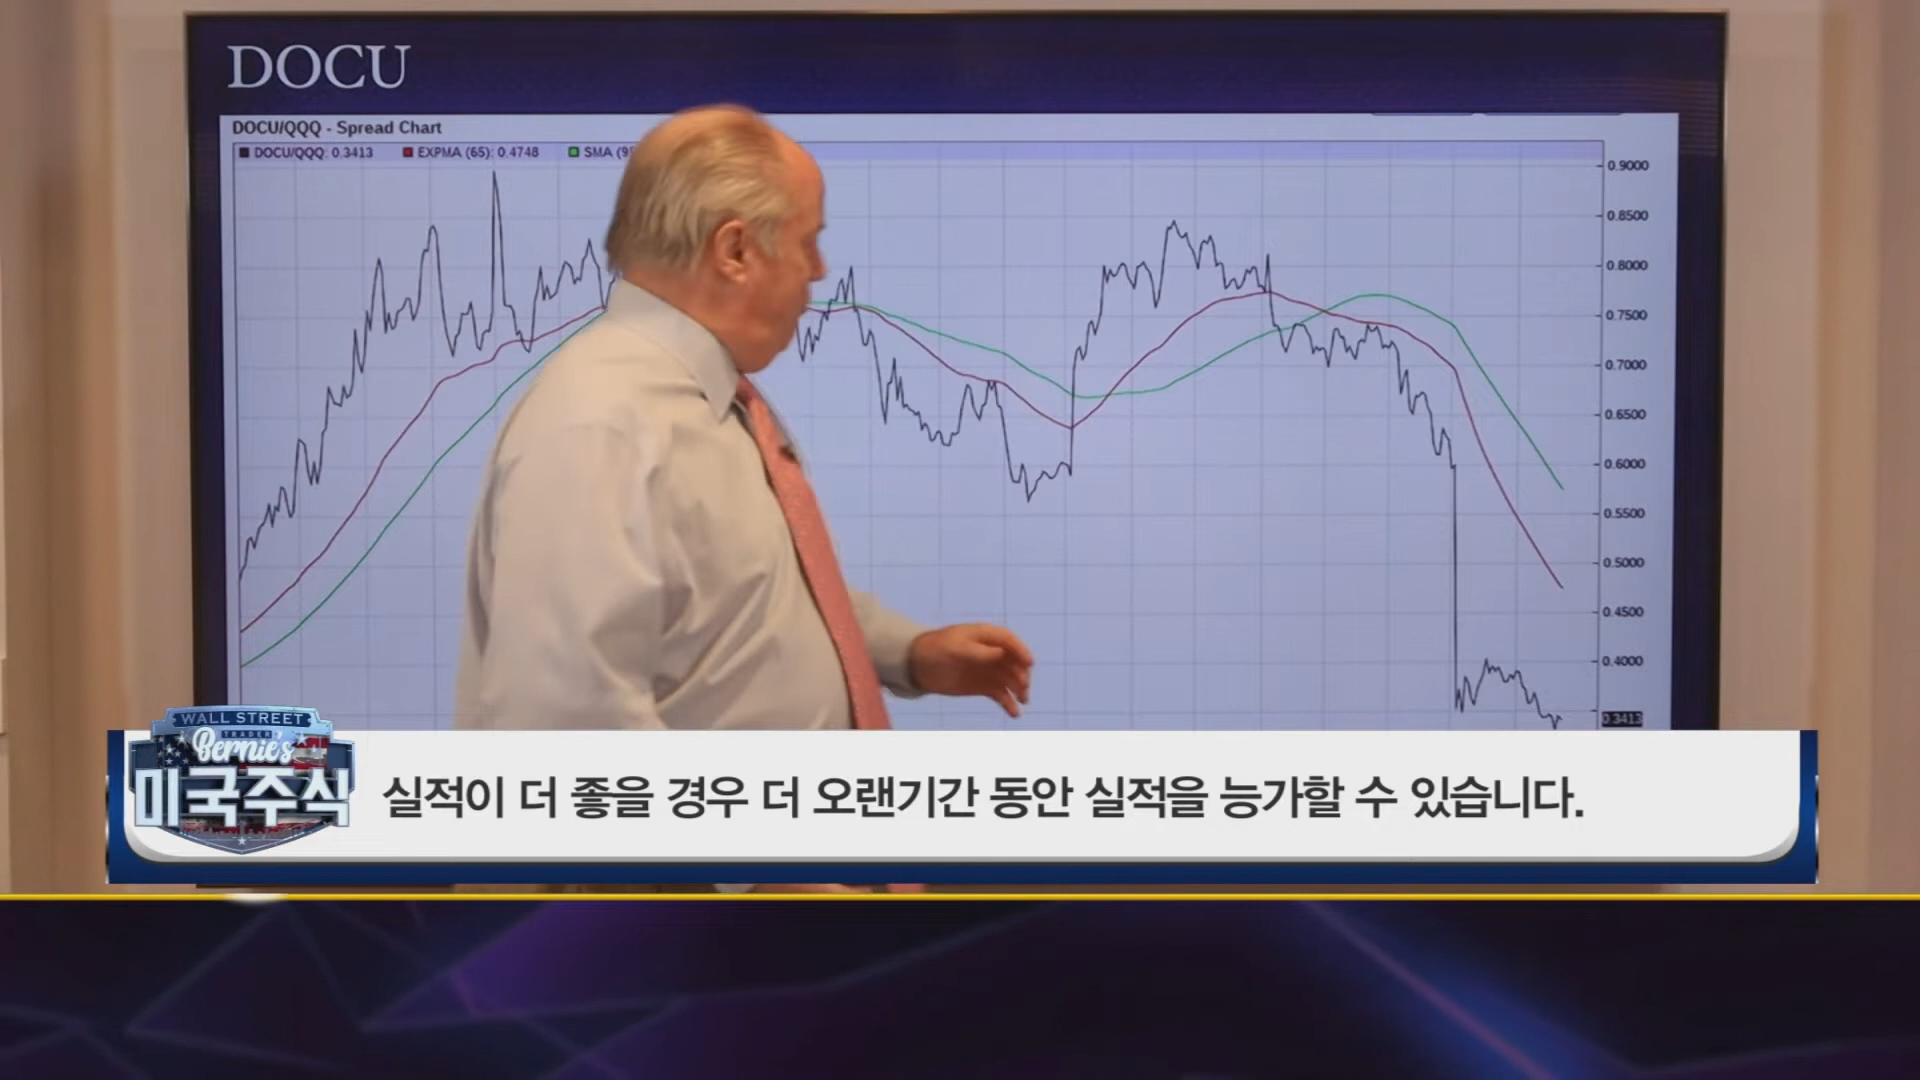 DOCU
DOCU/QQQ - Spread Chart
DOCU/QQQ: 0.3413 EXPMA (65): 0.4748 SMA (9
0.9000
0.8500
0.8000
0.7500
0.7000
0.6500
0.6000
0.5500
0.5000
0.4500
0.4000
0.3413
WALL STREET
TRADER
Bernie's
미국주식
실적이 더 좋을 경우 더 오랜기간 동안 실적을 능가할 수 있습니다.